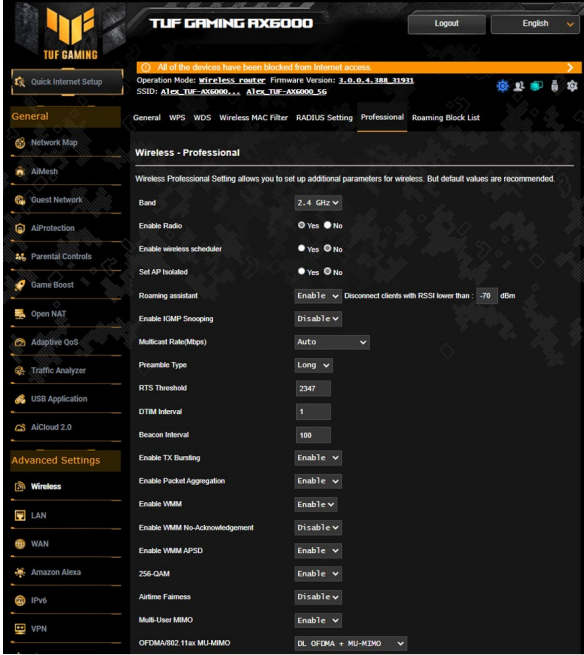 TUF GAMING
TUF GAMING AX6000
Logout
English
All of the devices have been blocked from Internet access.
Quick Internet Setup
Operation Mode: Wireless router Firmware Version: 3.0.0.4.388_31931
SSID: Alex_TUF-AX6000... Alex_TUF-AX6000_5G
General
General WPS WDS Wireless MAC Filter RADIUS Setting Professional Roaming Block List
Network Map
AiMesh
Guest Network
AiProtection
Parental Controls
Game Boost
Open NAT
Adaptive QoS
Traffic Analyzer
USB Application
AiCloud 2.0
Advanced Settings
Wireless
LAN
WAN
Amazon Alexa
IPv6
VPN
Wireless - Professional
Wireless Professional Setting allows you to set up additional parameters for wireless. But default values are recommended.
Band 2.4 GHz
Enable Radio Yes No
Enable wireless scheduler Yes No
Set AP Isolated Yes No
Roaming assistant Enable Disconnect clients with RSSI lower than : -70 dBm
Enable IGMP Snooping Disable
Multicast Rate(Mbps) Auto
Preamble Type Long
RTS Threshold 2347
DTIM Interval 1
Beacon Interval 100
Enable TX Bursting Enable
Enable Packet Aggregation Enable
Enable WMM Enable
Enable WMM No-Acknowledgement Disable
Enable WMM APSD Enable
256-QAM Enable
Airtime Fairness Disable
Multi-User MIMO Enable
OFDMA/802.11ax MU-MIMO DL OFDMA + MU-MIMO